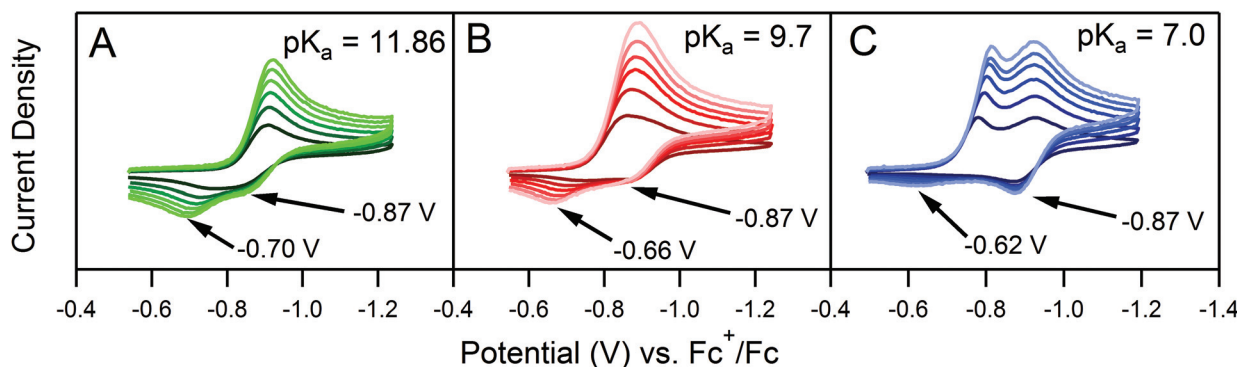 A
pKa = 11.86
-0.87 V
-0.70 V
B
pKa = 9.7
-0.87 V
-0.66 V
C
pKa = 7.0
-0.87 V
-0.62 V
Current Density
-0.4 -0.6 -0.8 -1.0 -1.2 -0.4 -0.6 -0.8 -1.0 -1.2 -0.4 -0.6 -0.8 -1.0 -1.2 -1.4
Potential (V) vs. Fc+/Fc